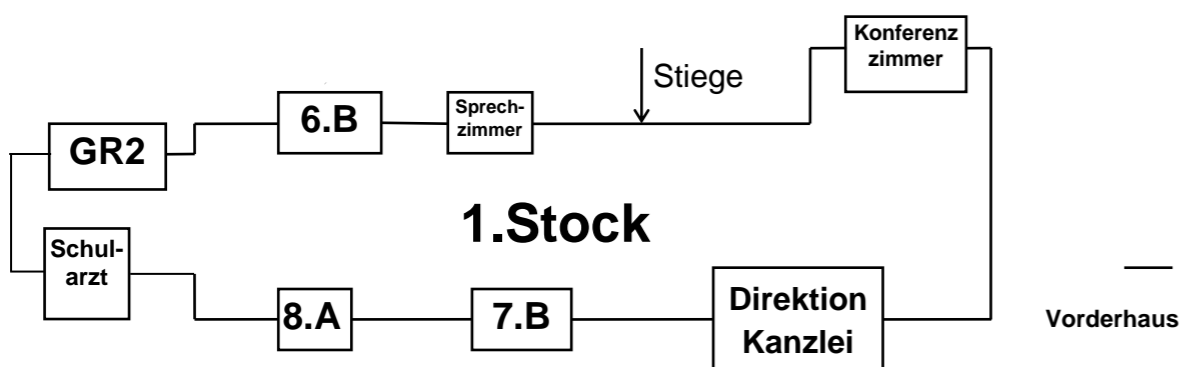 Konferenz
zimmer
Stiege
6.B
Sprech-
zimmer
GR2
1.Stock
Schul-
arzt
8.A
7.B
Direktion
Kanzlei
Vorderhaus